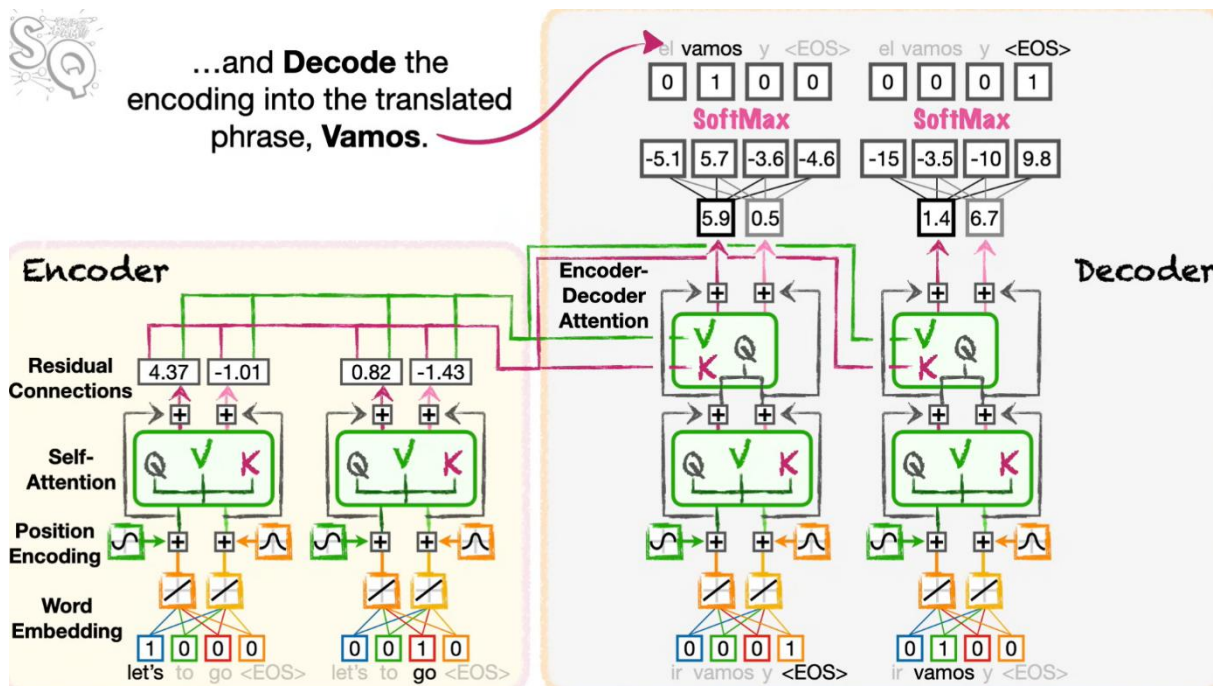 SQ
...and Decode the
encoding into the translated
phrase, Vamos.
el vamos y <EOS>
0 1 0 0
SoftMax
-5.1 5.7 -3.6 -4.6
5.9 0.5
el vamos y <EOS>
0 0 0 1
SoftMax
-15 -3.5 -10 9.8
1.4 6.7
Encoder
Decoder
Encoder-
Decoder
Attention
V
K
Q
V
K
Q
Residual
Connections
4.37 -1.01
0.82 -1.43
+ +
+ +
+ +
+ +
+ +
+ +
Self-
Attention
Q V K
Q V K
Q V K
Q V K
Position
Encoding
+ +
+ +
+ +
+ +
Word
Embedding
1 0 0 0
let's to go <EOS>
0 0 1 0
let's to go <EOS>
0 0 0 1
ir vamos y <EOS>
0 1 0 0
ir vamos y <EOS>